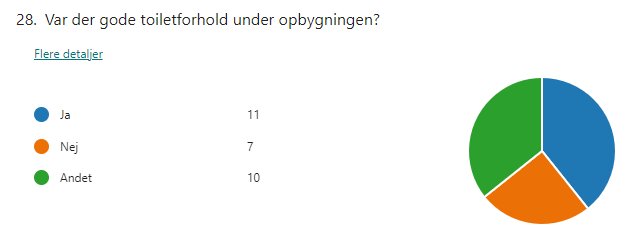 28. Var der gode toiletforhold under opbygningen?
Flere detaljer
Ja 11
Nej 7
Andet 10